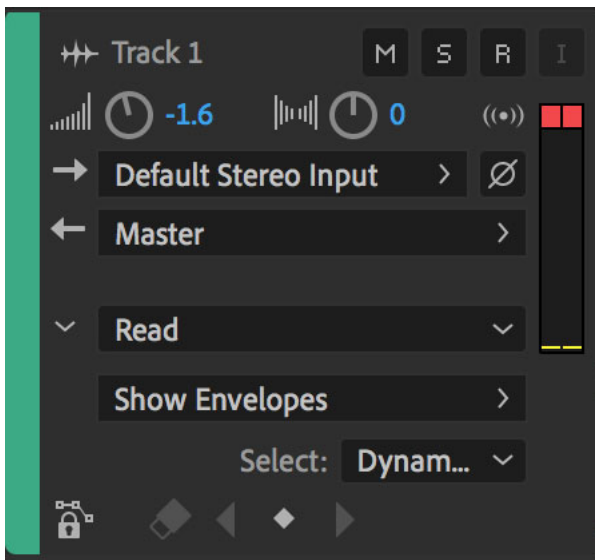 Track 1 M S R I
-1.6 0
Default Stereo Input
Master
Read
Show Envelopes
Select: Dynam...